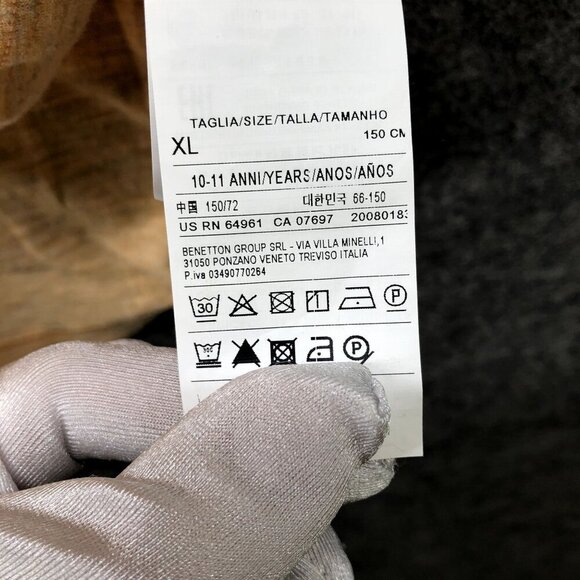 TAGLIA/SIZE/TALLA/TAMANHO
XL 150 CM
10-11 ANNI/YEARS/ANOS/AÑOS
中国 150/72 대한민국 66-150
US RN 64961 CA 07697 20080183
BENETTON GROUP SRL - VIA VILLA MINELLI,1
31050 PONZANO VENETO TREVISO ITALIA
P.iva 03490770264
30 P
P